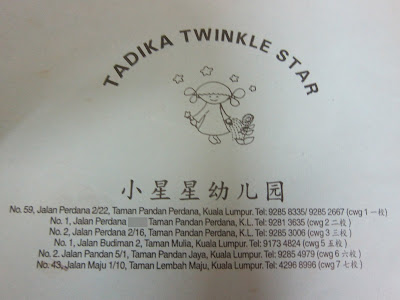 TADIKA TWINKLE STAR
小星星幼儿园
No. 59, Jalan Perdana 2/22, Taman Pandan Perdana, Kuala Lumpur. Tel: 9285 8335/ 9285 2667 (cwg 1 一校)
No. 1, Jalan Perdana Taman Pandan Perdana, K.L. Tel: 9281 3635 (cwg 2 二校)
No. 2, Jalan Perdana 2/16, Taman Pandan Perdana, K.L. Tel: 9285 3006 (cwg 3 三校)
No. 1, Jalan Budiman 2, Taman Mulia, Kuala Lumpur. Tel: 9173 4824 (cwg 5 五校)
No. 2. Jalan Pandan 5/1, Taman Pandan Jaya, Kuala Lumpur. Tel: 9285 4979 (cwg 6 六校)
No. 43, Jalan Maju 1/10, Taman Lembah Maju, Kuala Lumpur. Tel: 4296 8996 (cwg 7 七校)